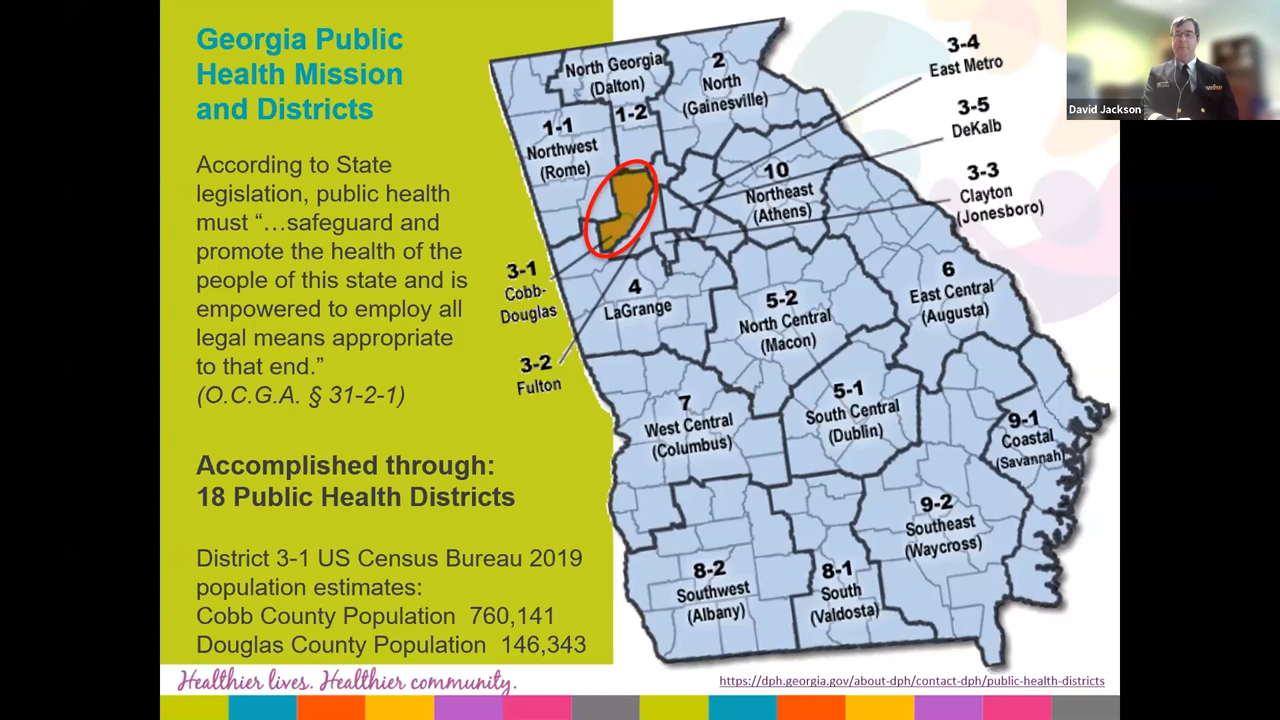 Georgia Public
Health Mission
and Districts
According to State
legislation, public health
must “…safeguard and
promote the health of the
people of this state and is
empowered to employ all
legal means appropriate
to that end.”
(O.C.G.A. § 31-2-1)
Accomplished through:
18 Public Health Districts
District 3-1 US Census Bureau 2019
population estimates:
Cobb County Population 760,141
Douglas County Population 146,343
Healthier lives. Healthier community.
North Georgia
(Dalton)
1-2
2
North
(Gainesville)
1-1
Northwest
(Rome)
3-4
East Metro
3-5
DeKalb
3-3
Clayton
(Jonesboro)
10
Northeast
(Athens)
3-1
Cobb-
Douglas
3-2
Fulton
4
LaGrange
5-2
North Central
(Macon)
6
East Central
(Augusta)
7
West Central
(Columbus)
5-1
South Central
(Dublin)
9-1
Coastal
(Savannah)
9-2
Southeast
(Waycross)
8-2
Southwest
(Albany)
8-1
South
(Valdosta)
https://dph.georgia.gov/about-dph/contact-dph/public-health-districts
David Jackson